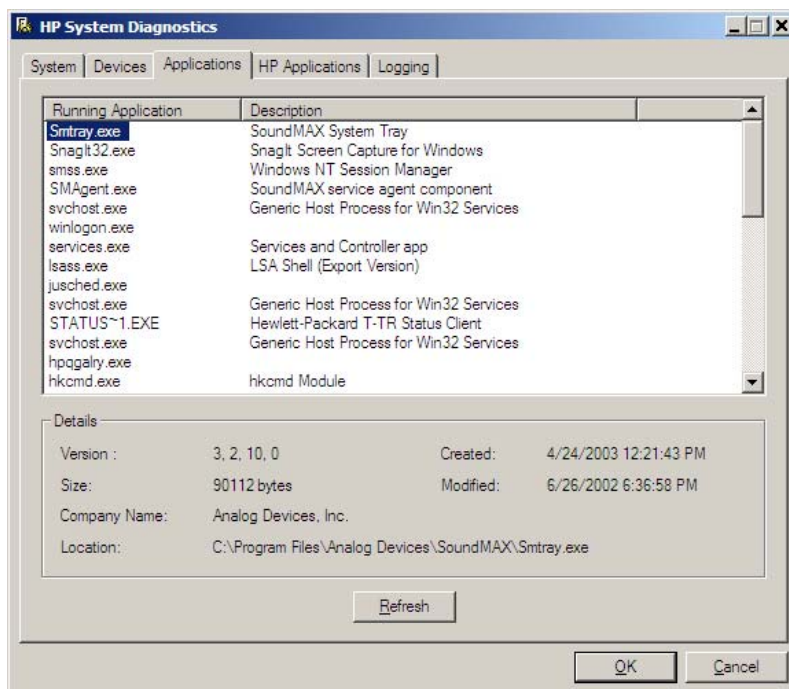 HP System Diagnostics
System Devices Applications HP Applications Logging
Running Application Description
Smtray.exe SoundMAX System Tray
SnagIt32.exe SnagIt Screen Capture for Windows
smss.exe Windows NT Session Manager
SMAgent.exe SoundMAX service agent component
svchost.exe Generic Host Process for Win32 Services
winlogon.exe
services.exe Services and Controller app
lsass.exe LSA Shell (Export Version)
jusched.exe
svchost.exe Generic Host Process for Win32 Services
STATUS~1.EXE Hewlett-Packard T-TR Status Client
svchost.exe Generic Host Process for Win32 Services
hpqgalry.exe
hkcmd.exe hkcmd Module
Details
Version : 3, 2, 10, 0 Created: 4/24/2003 12:21:43 PM
Size: 90112 bytes Modified: 6/26/2002 6:36:58 PM
Company Name: Analog Devices, Inc.
Location: C:\Program Files\Analog Devices\SoundMAX\Smtray.exe
Refresh
OK Cancel